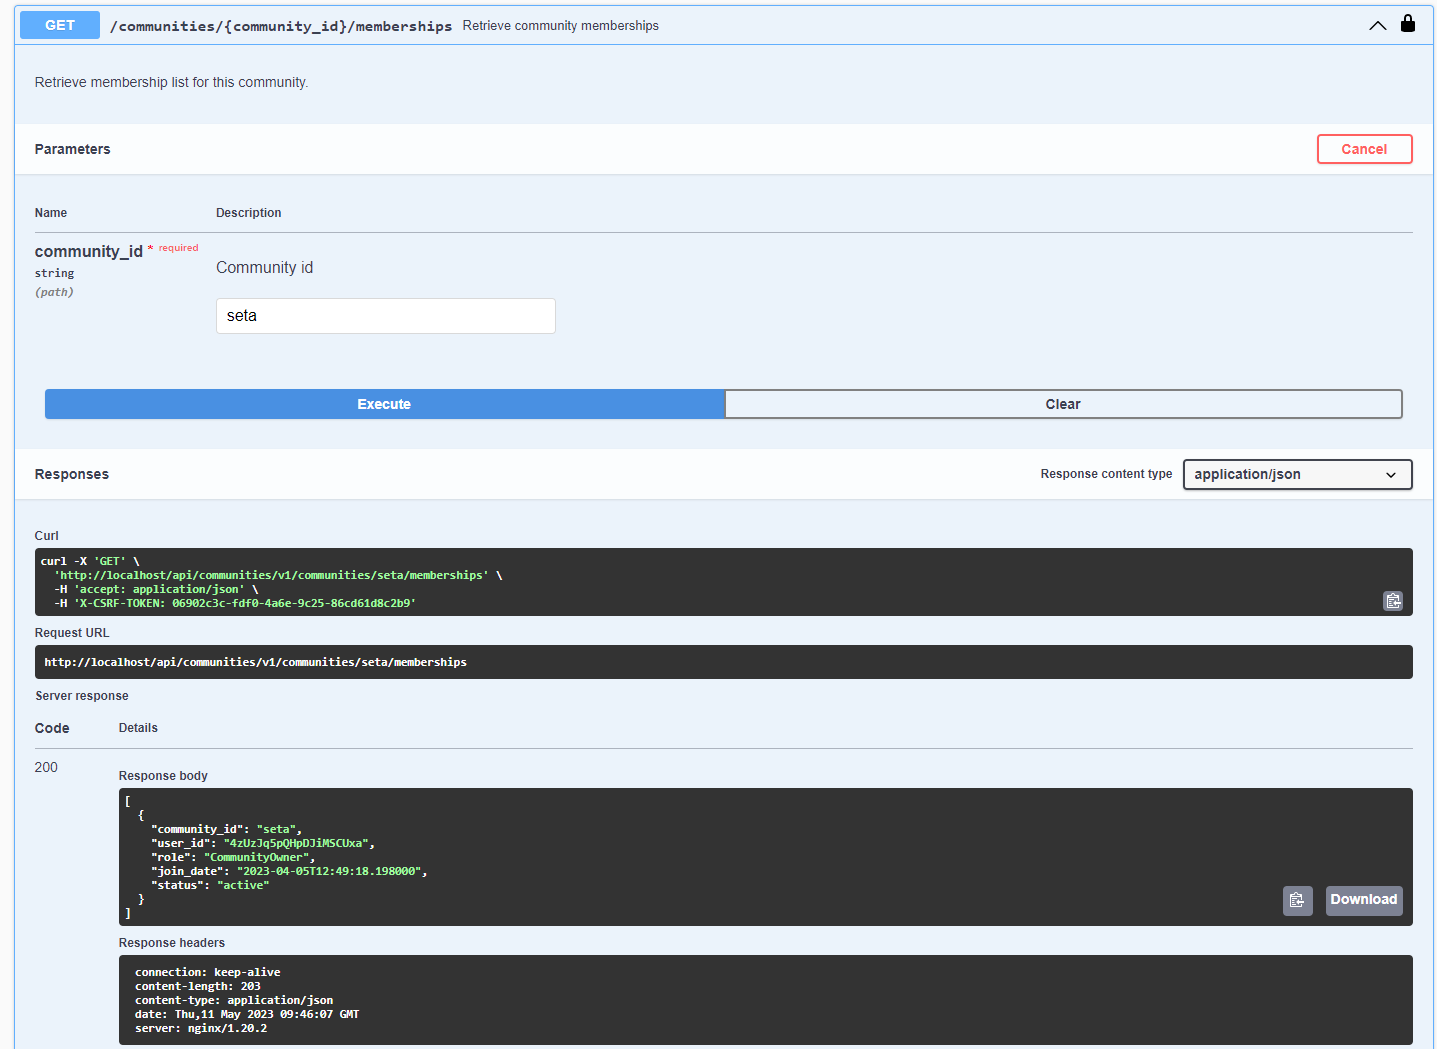 GET /communities/{community_id}/memberships Retrieve community memberships
Retrieve membership list for this community.
Parameters Cancel
Name Description
community_id * required
string
(path)
Community id
seta
Execute Clear
Responses Response content type application/json
Curl
curl -X 'GET' \
'http://localhost/api/communities/v1/communities/seta/memberships' \
-H 'accept: application/json' \
-H 'X-CSRF-TOKEN: 06902c3c-fdf0-4a6e-9c25-86cd61d8c2b9'
Request URL
http://localhost/api/communities/v1/communities/seta/memberships
Server response
Code Details
200
Response body
[
{
"community_id": "seta",
"user_id": "4zUzJq5pQHpDJiMSCUxa",
"role": "CommunityOwner",
"join_date": "2023-04-05T12:49:18.198000",
"status": "active"
}
]
Download
Response headers
connection: keep-alive
content-length: 203
content-type: application/json
date: Thu,11 May 2023 09:46:07 GMT
server: nginx/1.20.2